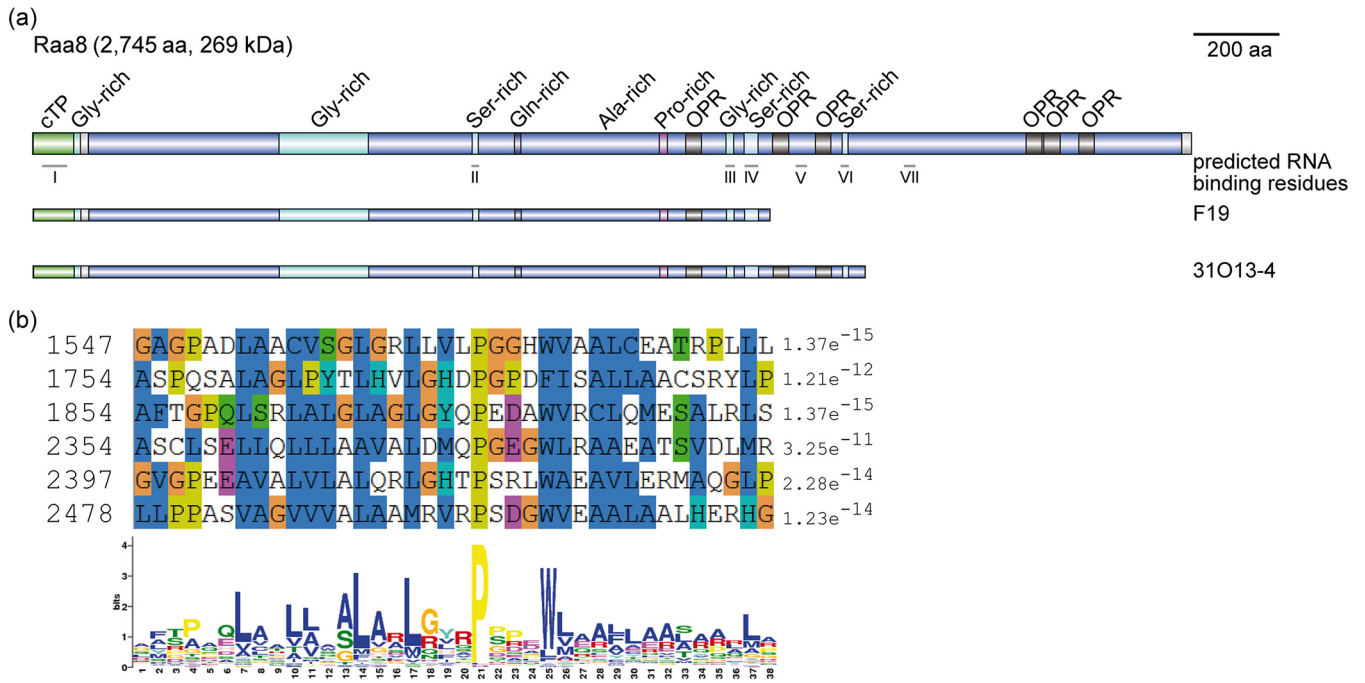 (a)
Raa8 (2,745 aa, 269 kDa)
200 aa
cTP Gly-rich Gly-rich Ser-rich Gln-rich Ala-rich Pro-rich OPR Gly-rich Ser-rich OPR OPR Ser-rich OPR OPR OPR
I II III IV V VI VII
predicted RNA
binding residues
F19
31O13-4
(b)
1547 GAGPADLAACVSGLGRLLVLPGGHWVAALCEATRPLLL 1.37e-15
1754 ASPQSALAGLPYTLHVLGHDPGPDFISALLAACSRYLP 1.21e-12
1854 AFTGPQLSRLALGLAGLGYQPEDAWVRCLQMESALRLS 1.37e-15
2354 ASCLSELLQLLLAAVALDMQPGEGWLRAAEATSVDLMR 3.25e-11
2397 GVGPEEAVALVLALQRLGHTPSRLWAEAVLERMAQGLP 2.28e-14
2478 LLPPASVAGVVVALAAMRVRPSDGWVEAALAALHERHG 1.23e-14
bits
4
3
2
1
0
1 2 3 4 5 6 7 8 9 10 11 12 13 14 15 16 17 18 19 20 21 22 23 24 25 26 27 28 29 30 31 32 33 34 35 36 37 38